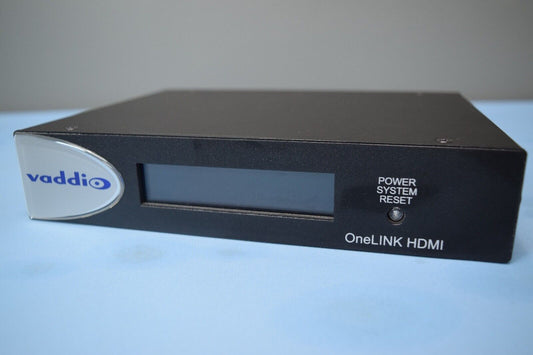 vaddio
POWER
SYSTEM
RESET
OneLINK HDMI